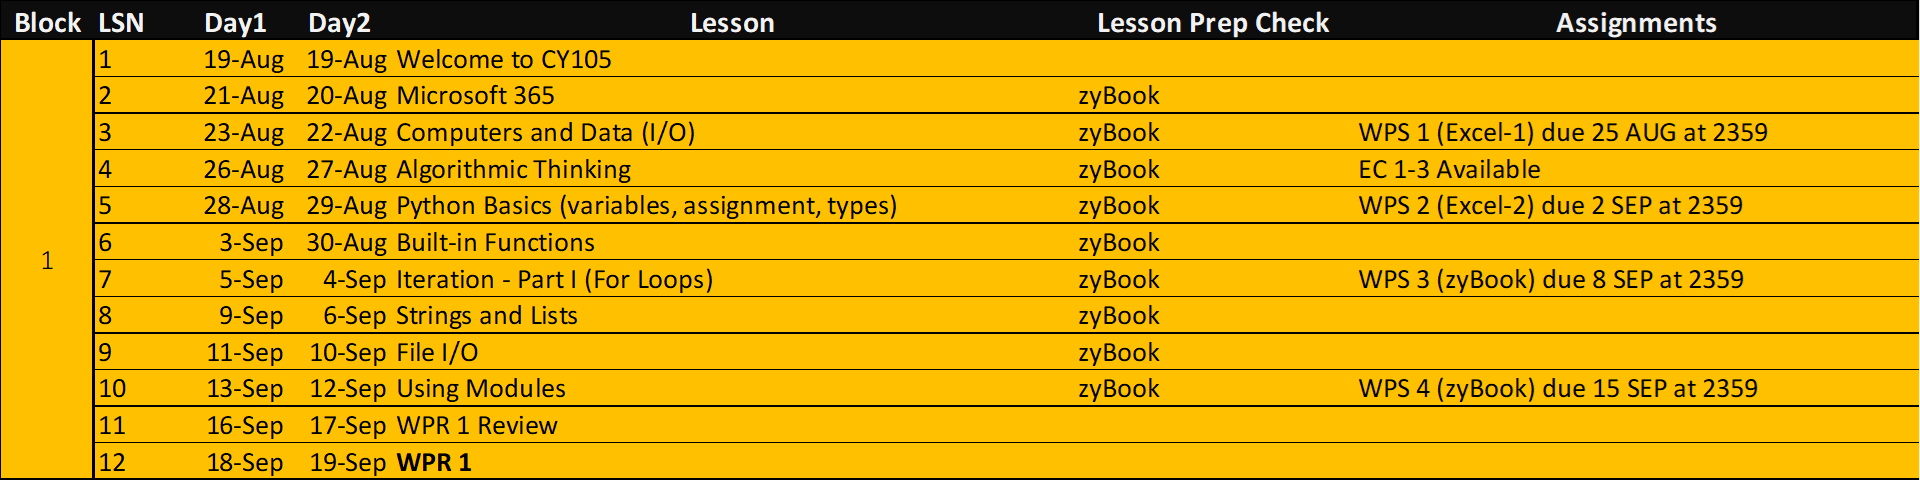 Block LSN Day1 Day2 Lesson Lesson Prep Check Assignments
1 19-Aug 19-Aug Welcome to CY105
2 21-Aug 20-Aug Microsoft 365 zyBook
3 23-Aug 22-Aug Computers and Data (I/O) zyBook WPS 1 (Excel-1) due 25 AUG at 2359
4 26-Aug 27-Aug Algorithmic Thinking zyBook EC 1-3 Available
5 28-Aug 29-Aug Python Basics (variables, assignment, types) zyBook WPS 2 (Excel-2) due 2 SEP at 2359
6 3-Sep 30-Aug Built-in Functions zyBook
1
7 5-Sep 4-Sep Iteration - Part I (For Loops) zyBook WPS 3 (zyBook) due 8 SEP at 2359
8 9-Sep 6-Sep Strings and Lists zyBook
9 11-Sep 10-Sep File I/O zyBook
10 13-Sep 12-Sep Using Modules zyBook WPS 4 (zyBook) due 15 SEP at 2359
11 16-Sep 17-Sep WPR 1 Review
12 18-Sep 19-Sep WPR 1